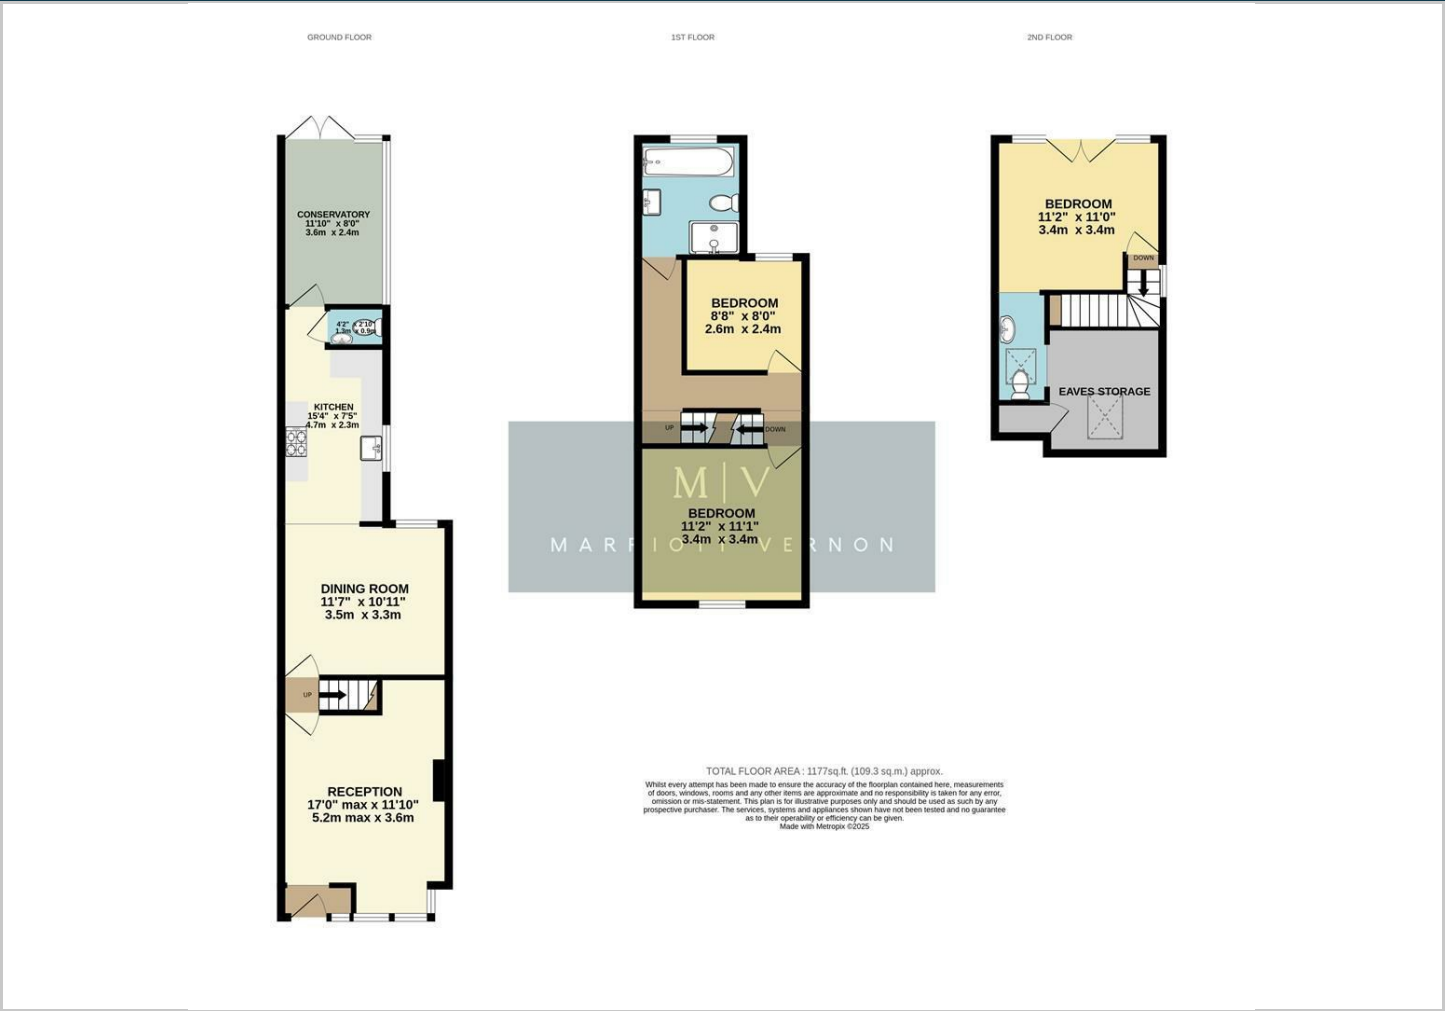 GROUND FLOOR
1ST FLOOR
2ND FLOOR
CONSERVATORY
11'10" x 8'0"
3.6m x 2.4m
4'2" x 2'10"
1.3m x 0.9m
KITCHEN
15'4" x 7'5"
4.7m x 2.3m
DINING ROOM
11'7" x 10'11"
3.5m x 3.3m
UP
RECEPTION
17'0" max x 11'10"
5.2m max x 3.6m
BEDROOM
8'8" x 8'0"
2.6m x 2.4m
UP
DOWN
M|V
BEDROOM
11'2" x 11'1"
3.4m x 3.4m
MARRIOTT VERNON
BEDROOM
11'2" x 11'0"
3.4m x 3.4m
DOWN
EAVES STORAGE
TOTAL FLOOR AREA : 1177sq.ft. (109.3 sq.m.) approx.
Whilst every attempt has been made to ensure the accuracy of the floorplan contained here, measurements
of doors, windows, rooms and any other items are approximate and no responsibility is taken for any error,
omission or mis-statement. This plan is for illustrative purposes only and should be used as such by any
prospective purchaser. The services, systems and appliances shown have not been tested and no guarantee
as to their operability or efficiency can be given.
Made with Metropix ©2025